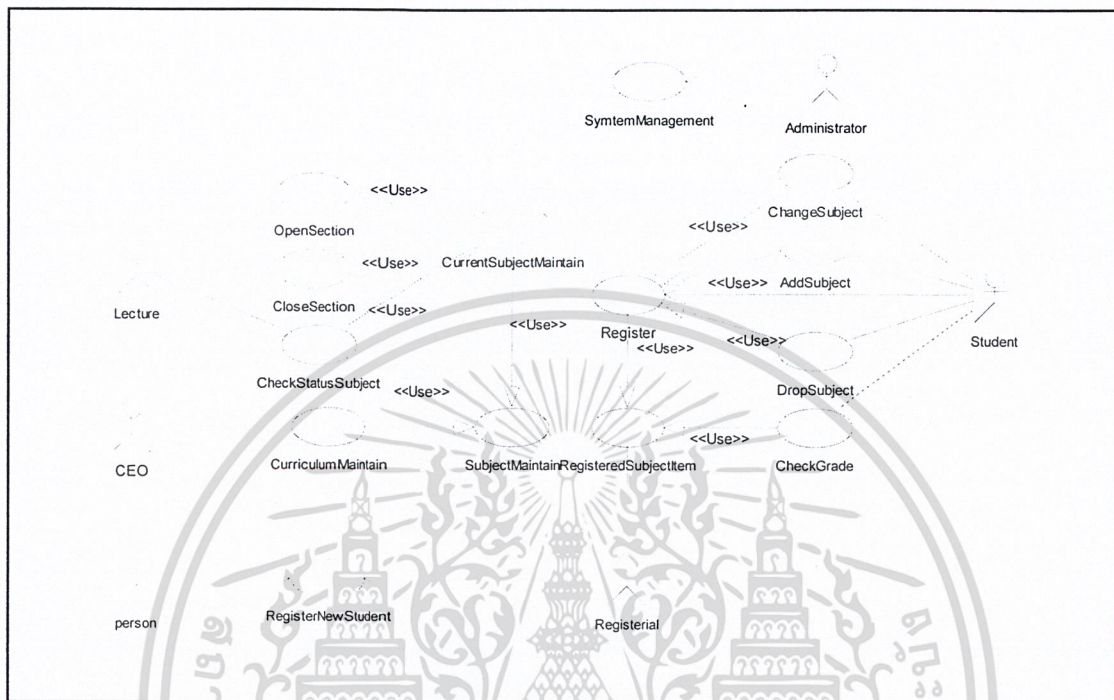 SymtemManagement
Administrator
<<Use>>
ChangeSubject
OpenSection
<<Use>>
<<Use>>
CurrentSubjectMaintain
<<Use>>
AddSubject
Lecture
CloseSection
<<Use>>
<<Use>>
Register
<<Use>>
<<Use>>
Student
CheckStatusSubject
<<Use>>
DropSubject
CEO
CurriculumMaintain
SubjectMaintain
RegisteredSubjectItem
<<Use>>
CheckGrade
person
RegisterNewStudent
Registerial